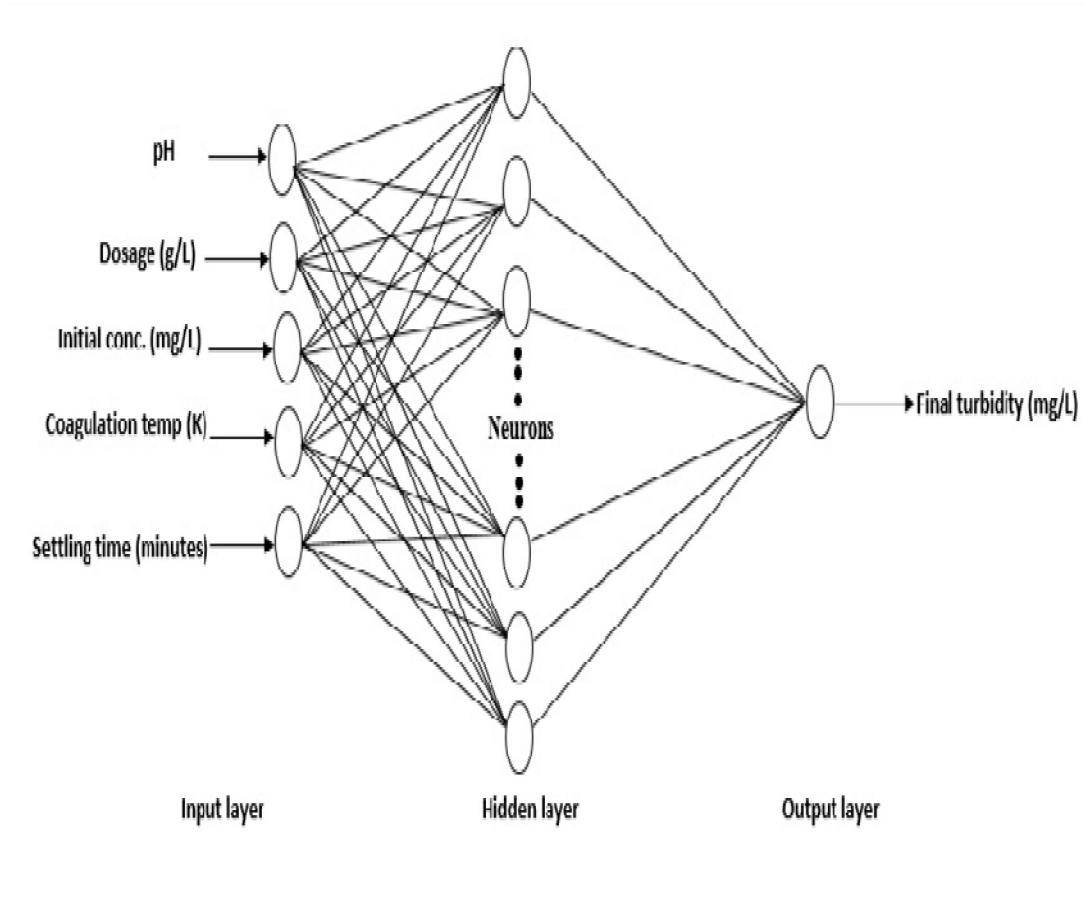 pH
Dosage (g/L)
Initial conc. (mg/L)
Coagulation temp (K)
Settling time (minutes)
Neurons
Final turbidity (mg/L)
Input layer
Hidden layer
Output layer